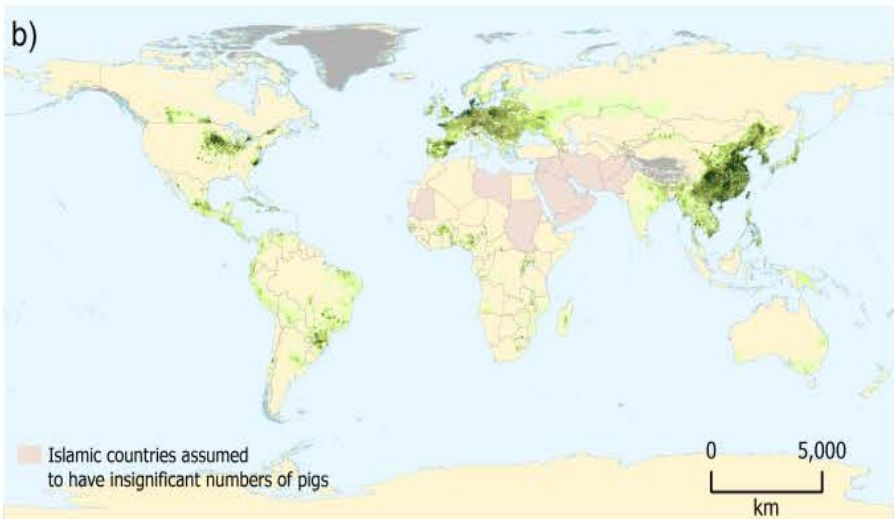 b)
Islamic countries assumed
to have insignificant numbers of pigs
0 5,000
km